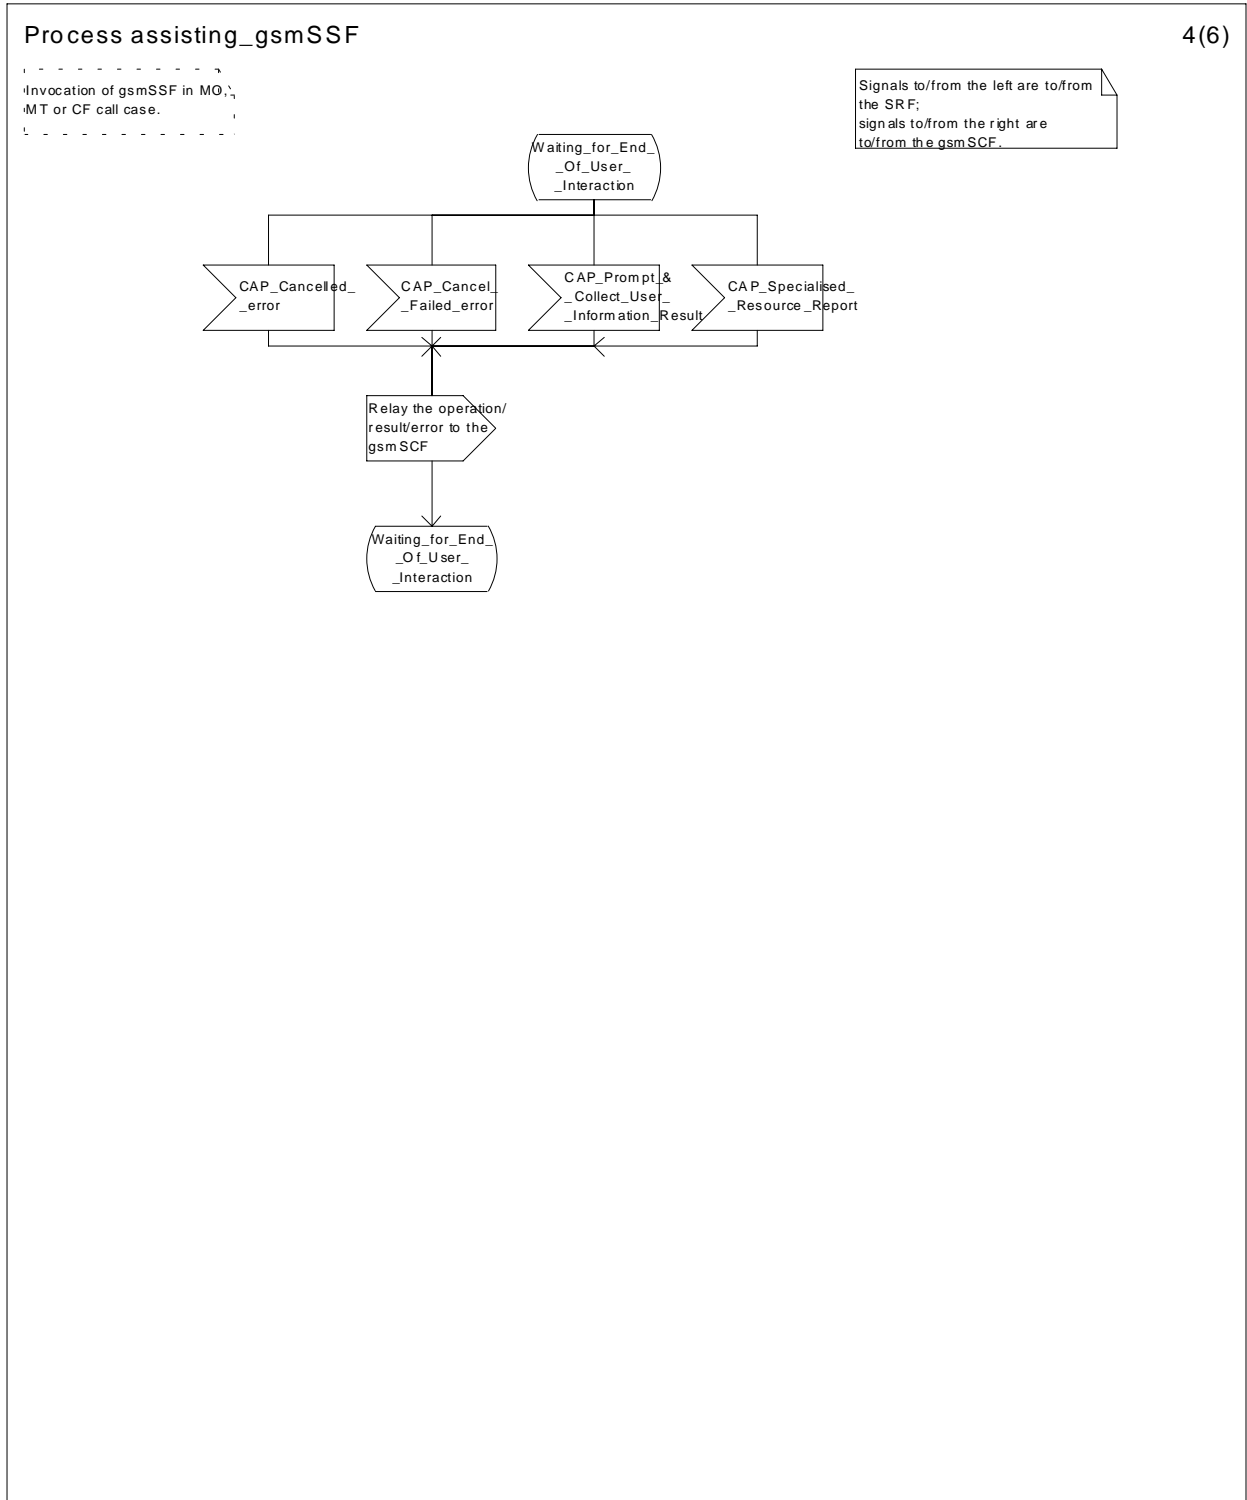 Process assisting_gsmSSF
4(6)
Invocation of gsmSSF in MO,
MT or CF call case.
Signals to/from the left are to/from
the SRF;
signals to/from the right are
to/from the gsmSCF.
Waiting_for_End_
_Of_User_
_Interaction
CAP_Cancelled_
_error
CAP_Cancel_
_Failed_error
CAP_Prompt_&
_Collect_User_
_Information_Result
CAP_Specialised_
_Resource_Report
Relay the operation/
result/error to the
gsmSCF
Waiting_for_End_
_Of_User_
_Interaction